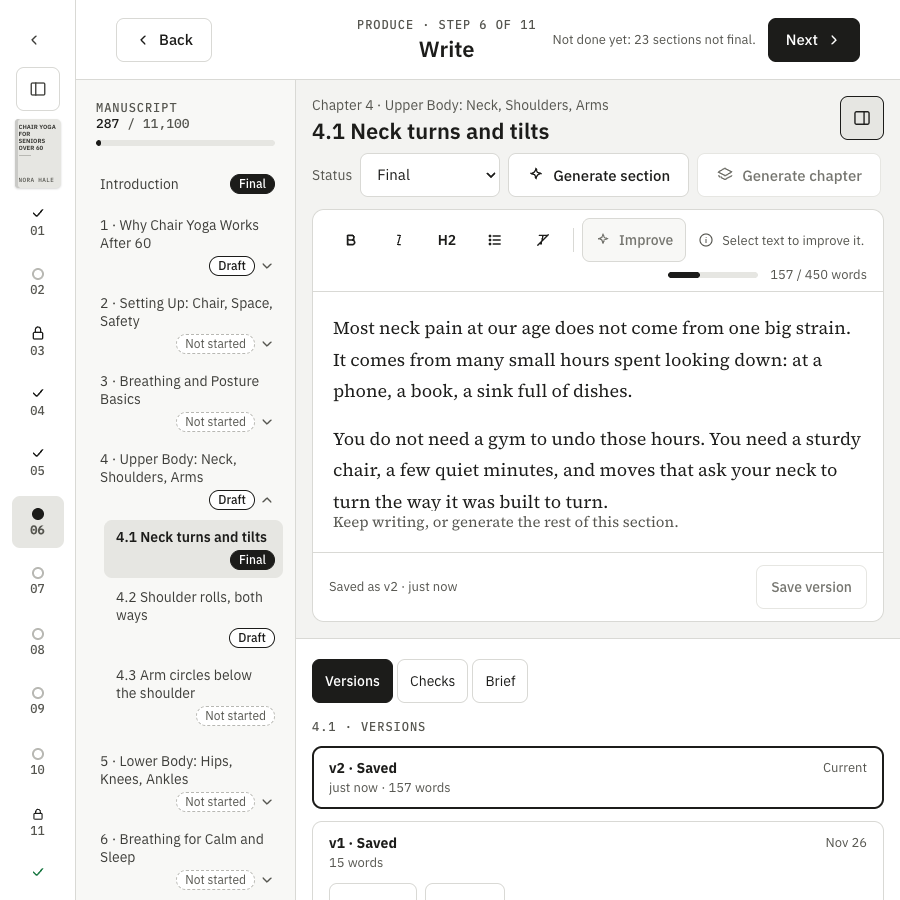 Back
PRODUCE · STEP 6 OF 11
Write
Not done yet: 23 sections not final.
Next
CHAIR YOGA
FOR
SENIORS
OVER 60
NORA HALE
01
02
03
04
05
06
07
08
09
10
11
MANUSCRIPT
287 / 11,100
Introduction
Final
1 · Why Chair Yoga Works
After 60
Draft
2 · Setting Up: Chair, Space,
Safety
Not started
3 · Breathing and Posture
Basics
Not started
4 · Upper Body: Neck,
Shoulders, Arms
Draft
4.1 Neck turns and tilts
Final
4.2 Shoulder rolls, both
ways
Draft
4.3 Arm circles below
the shoulder
Not started
5 · Lower Body: Hips,
Knees, Ankles
Not started
6 · Breathing for Calm and
Sleep
Not started
Chapter 4 · Upper Body: Neck, Shoulders, Arms
4.1 Neck turns and tilts
Status
Final
Generate section
Generate chapter
B
I
H2
T
Improve
Select text to improve it.
157 / 450 words
Most neck pain at our age does not come from one big strain.
It comes from many small hours spent looking down: at a
phone, a book, a sink full of dishes.
You do not need a gym to undo those hours. You need a sturdy
chair, a few quiet minutes, and moves that ask your neck to
turn the way it was built to turn.
Keep writing, or generate the rest of this section.
Saved as v2 · just now
Save version
Versions
Checks
Brief
4.1 · VERSIONS
v2 · Saved
Current
just now · 157 words
v1 · Saved
Nov 26
15 words